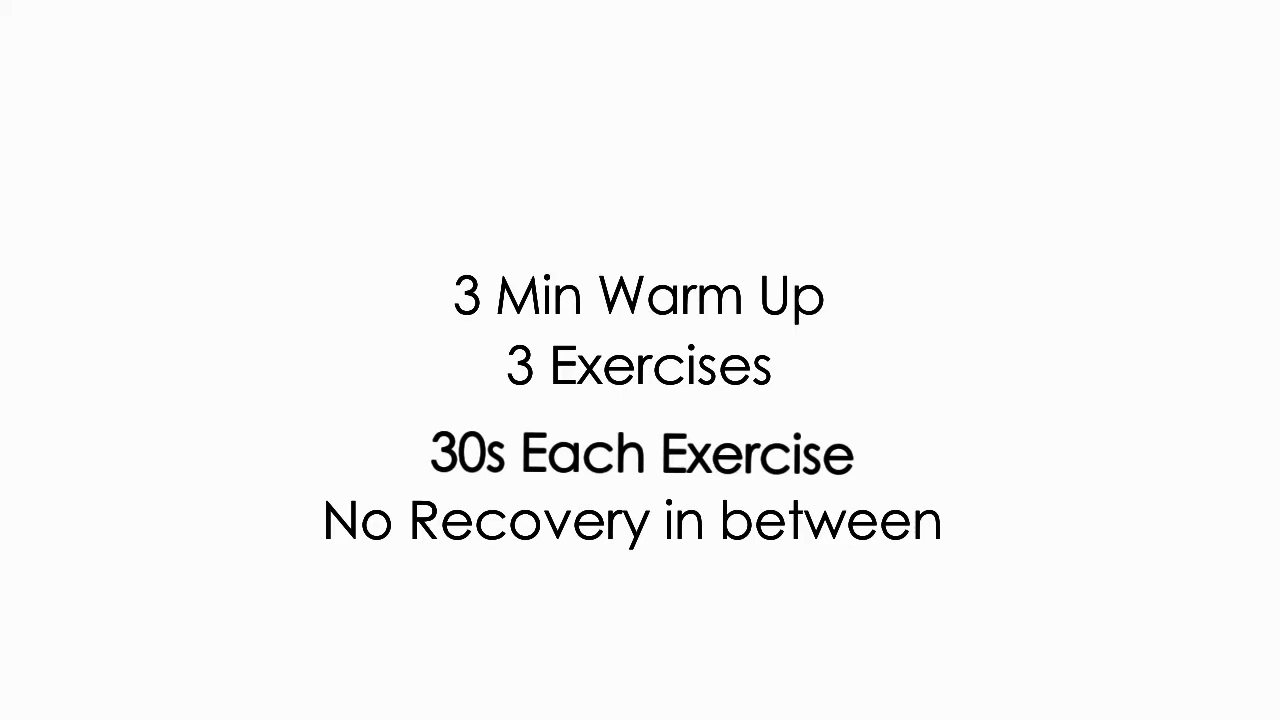 3 Min Warm Up
3 Exercises
30s Each Exercise
No Recovery in between